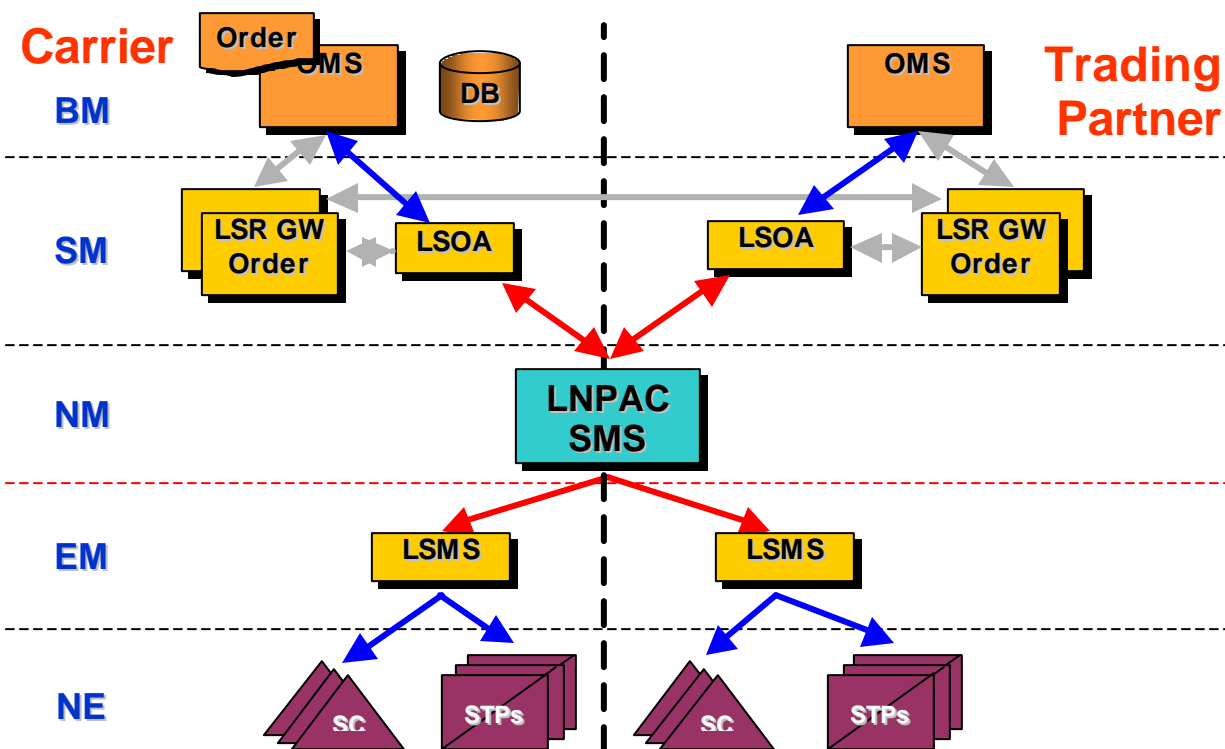 Carrier
Order
OMS
DB
OMS
Trading
Partner
BM
LSR GW
Order
LSOA
LSOA
LSR GW
Order
SM
LNPAC
SMS
NM
LSMS
LSMS
EM
SC
STPs
SC
STPs
NE